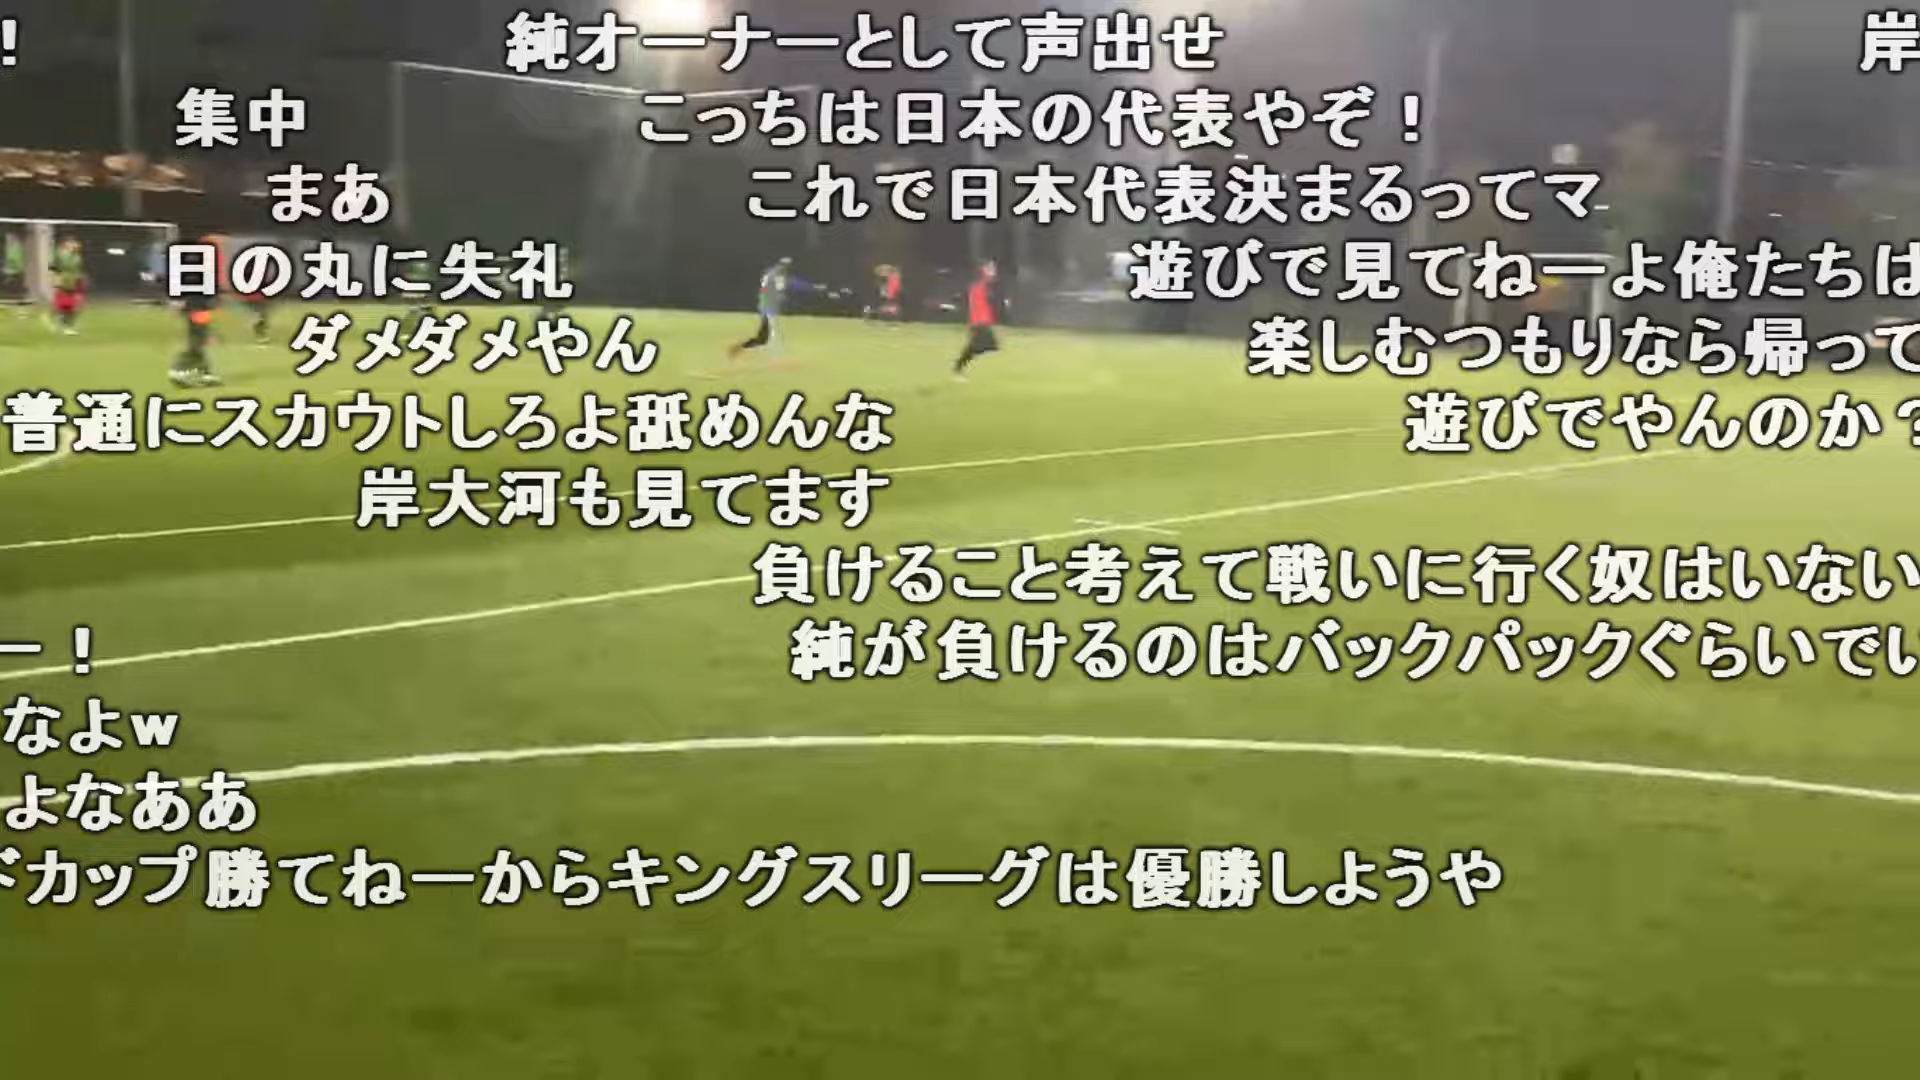 ！ 純オーナーとして声出せ 岸
集中 こっちは日本の代表やぞ！
まあ これで日本代表決まるってマ
日の丸に失礼 遊びで見てねーよ俺たちは
ダメダメやん 楽しむつもりなら帰って
普通にスカウトしろよ舐めんな 遊びでやんのか？
岸大河も見てます
負けること考えて戦いに行く奴はいない
ー！ 純が負けるのはバックパックぐらいでい
なよw
よなああ
ドカップ勝てねーからキングスリーグは優勝しようや